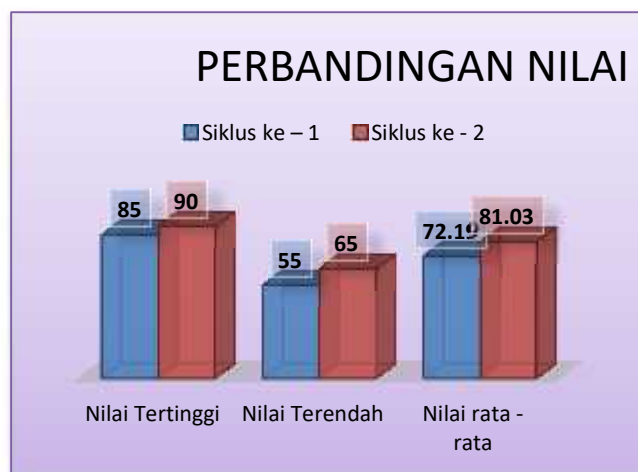 PERBANDINGAN NILAI
Siklus ke – 1 Siklus ke - 2
85 90 55 65 72.19 81.03
Nilai Tertinggi Nilai Terendah Nilai rata -
rata